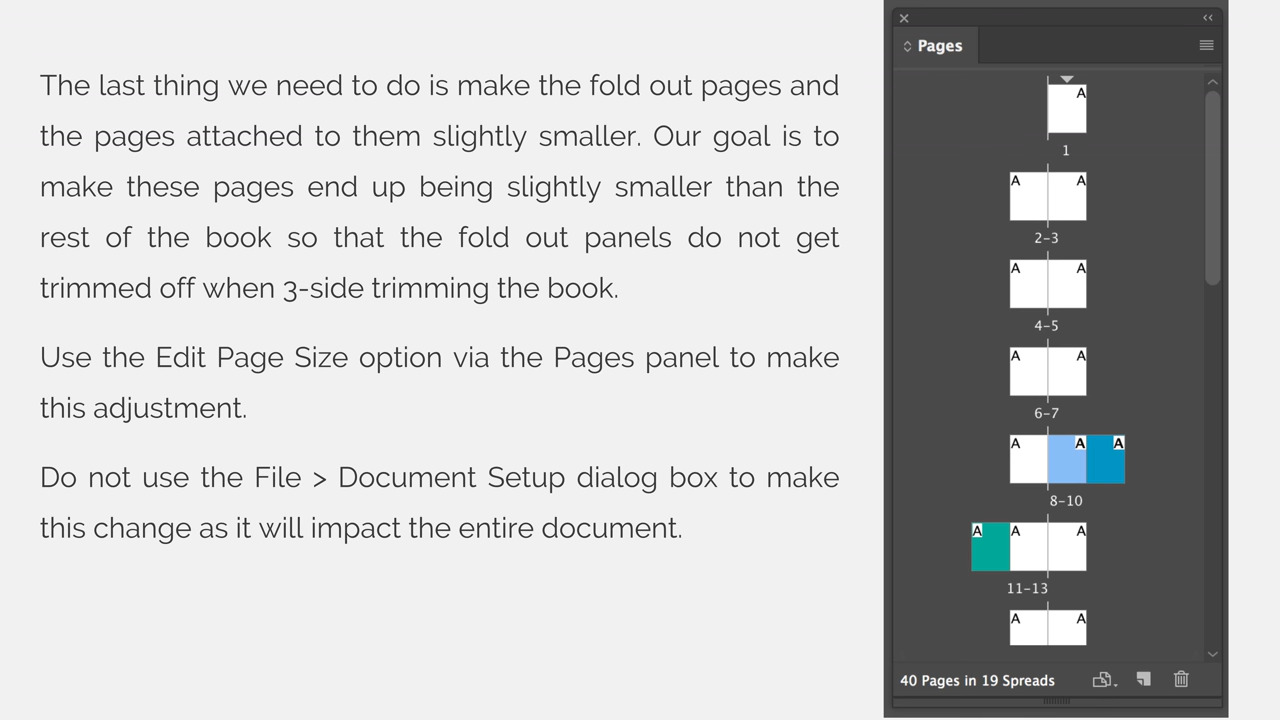 The last thing we need to do is make the fold out pages and
the pages attached to them slightly smaller. Our goal is to
make these pages end up being slightly smaller than the
rest of the book so that the fold out panels do not get
trimmed off when 3-side trimming the book.
Use the Edit Page Size option via the Pages panel to make
this adjustment.
Do not use the File > Document Setup dialog box to make
this change as it will impact the entire document.
Pages
A
1
A A
2-3
A A
4-5
A A
6-7
A A A
8-10
A A A
11-13
A A
40 Pages in 19 Spreads